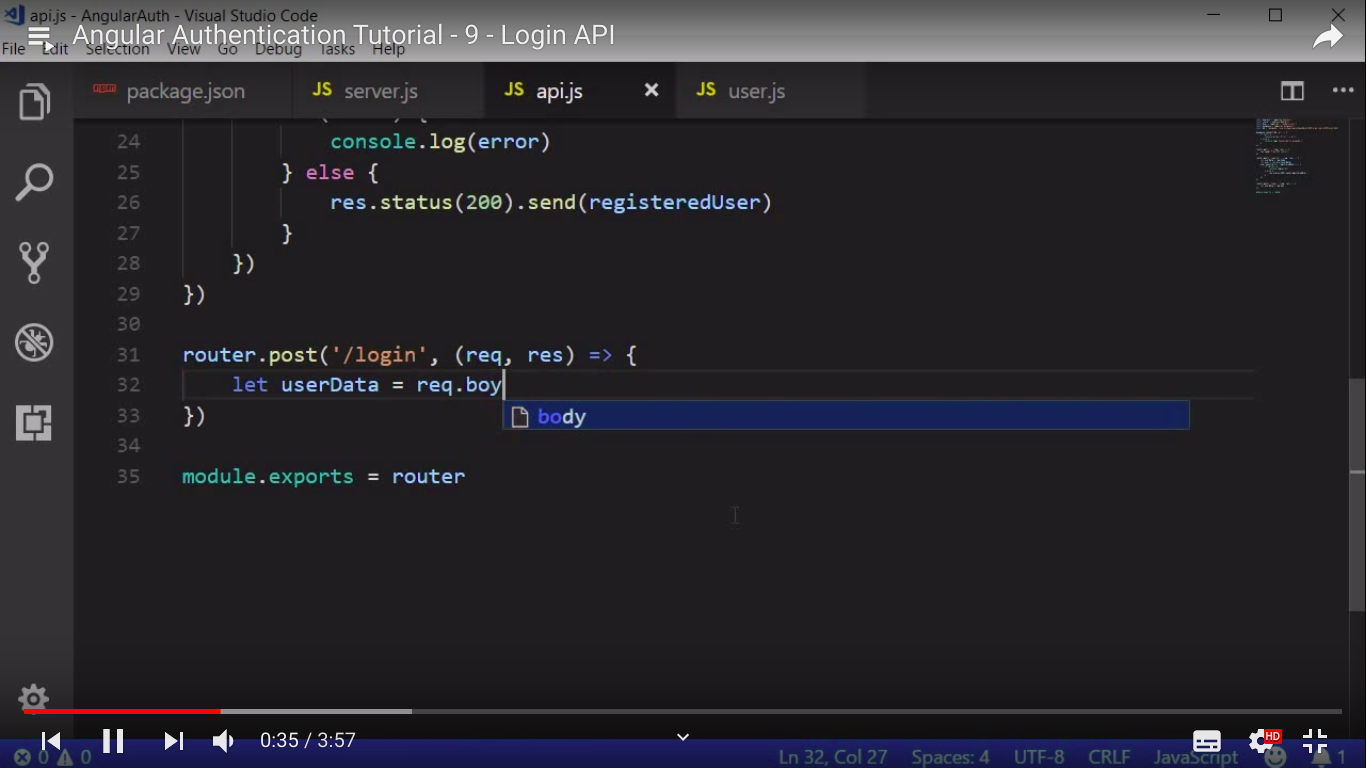 api.js - AngularAuth - Visual Studio Code
Angular Authentication Tutorial - 9 - Login API
File Edit Selection View Go Debug Tasks Help
npm package.json JS server.js JS api.js JS user.js
24 console.log(error)
25 } else {
26 res.status(200).send(registeredUser)
27 }
28 })
29 })
30
31 router.post('/login', (req, res) => {
32 let userData = req.boy
body
33 })
34
35 module.exports = router
0:35 / 3:57
HD
0 0 Ln 32, Col 27 Spaces: 4 UTF-8 CRLF JavaScript 1